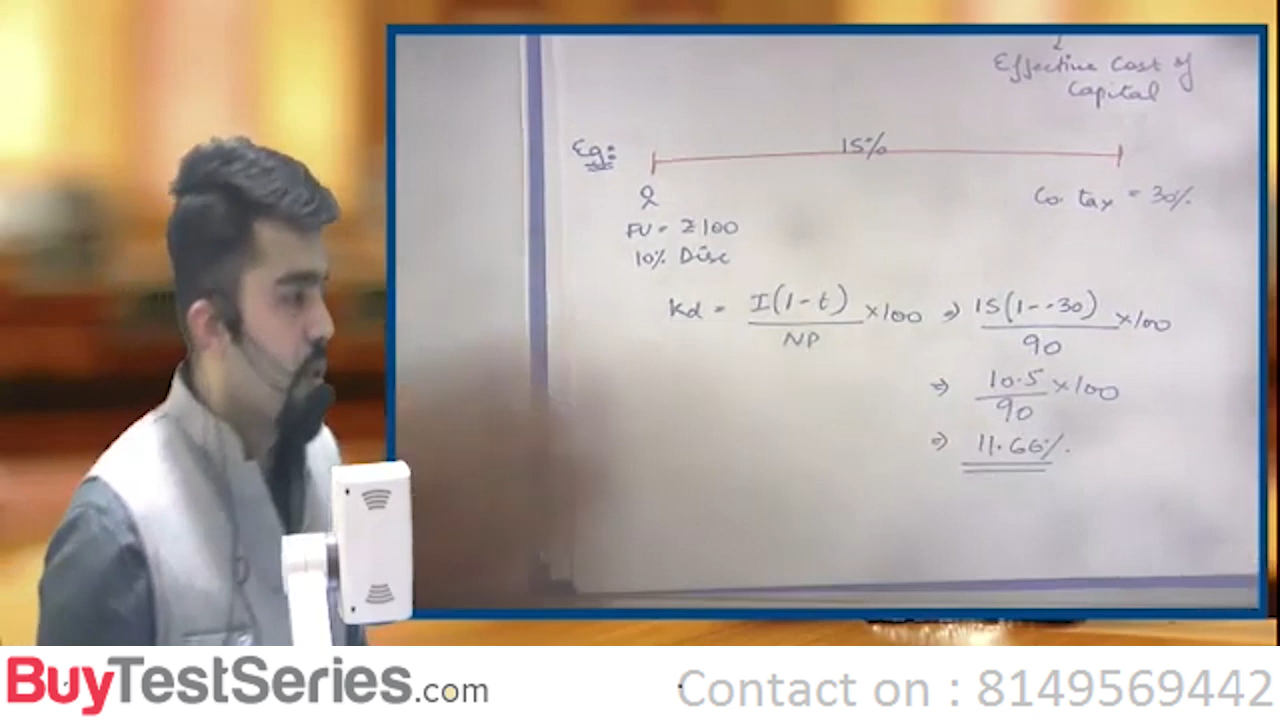 Effective Cost of
Capital
Eg:
15%
Co. tax = 30%
FV = ₹100
10% Disc
Kd = I(1-t) / NP ×100 ⇒ 15(1-.30) / 90 ×100
⇒ 10.5 / 90 ×100
⇒ 11.66%.
BuyTestSeries.com
Contact on : 8149569442